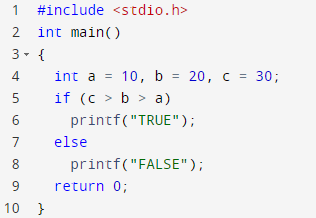 1 #include <stdio.h>
2 int main()
3 {
4 int a = 10, b = 20, c = 30;
5 if (c > b > a)
6 printf("TRUE");
7 else
8 printf("FALSE");
9 return 0;
10 }